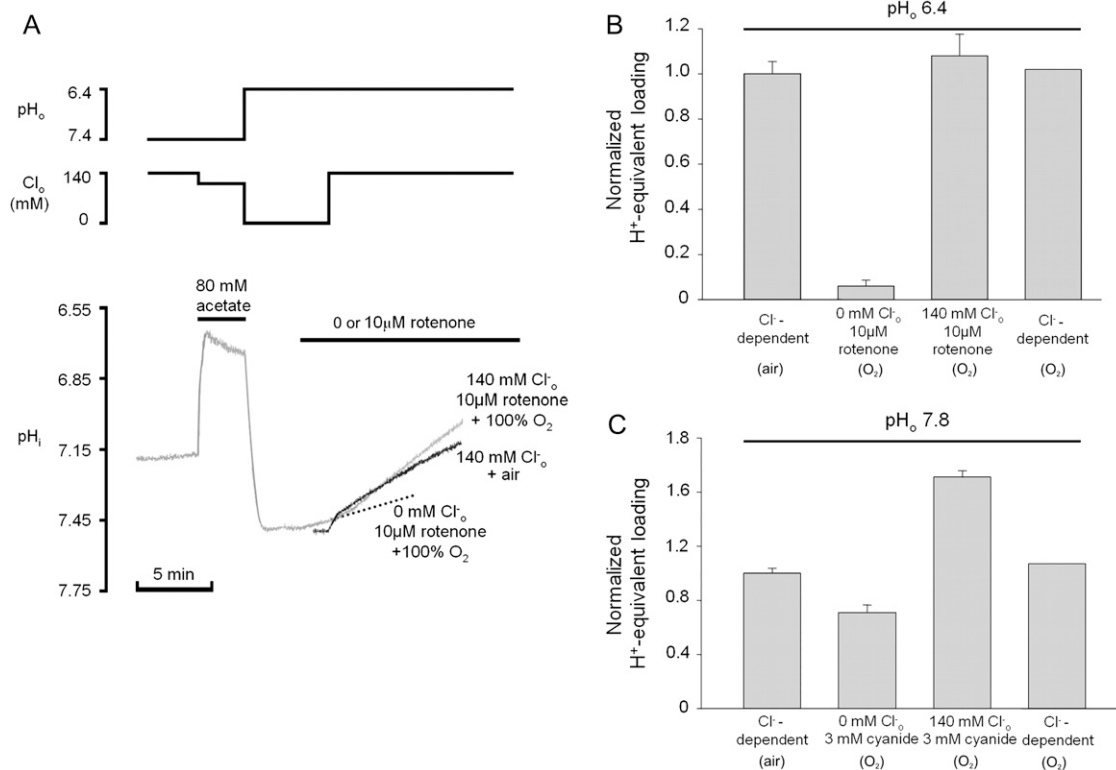 A
6.4
pHₒ
7.4
140
Clₒ
(mM)
0
80 mM
acetate
6.55
0 or 10μM rotenone
6.85
140 mM Cl⁻ₒ
10μM rotenone
+ 100% O₂
pHᵢ
7.15
140 mM Cl⁻ₒ
+ air
7.45
0 mM Cl⁻ₒ
10μM rotenone
+100% O₂
5 min
7.75
B
pHₒ 6.4
Normalized
H⁺-equivalent loading
1.2
1.0
0.8
0.6
0.4
0.2
0
Cl⁻-
dependent
(air)
0 mM Cl⁻ₒ
10μM
rotenone
(O₂)
140 mM Cl⁻ₒ
10μM
rotenone
(O₂)
Cl⁻-
dependent
(O₂)
C
pHₒ 7.8
Normalized
H⁺-equivalent loading
1.8
1.6
1.0
0.8
0.4
0
Cl⁻-
dependent
(air)
0 mM Cl⁻ₒ
3 mM cyanide
(O₂)
140 mM Cl⁻ₒ
3 mM cyanide
(O₂)
Cl⁻-
dependent
(O₂)